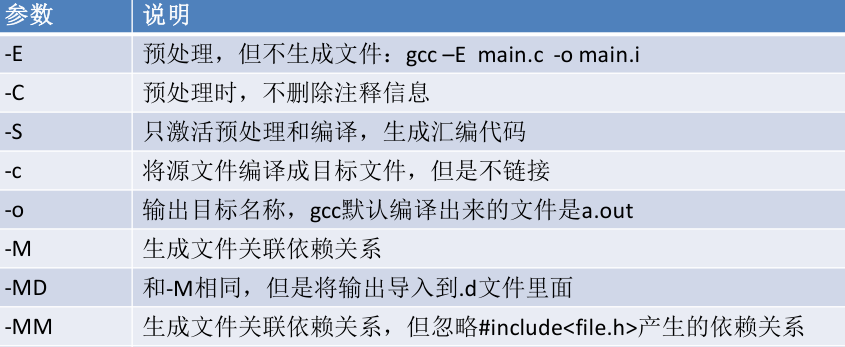 参数 说明
-E 预处理，但不生成文件：gcc –E  main.c  -o main.i
-C 预处理时，不删除注释信息
-S 只激活预处理和编译，生成汇编代码
-c 将源文件编译成目标文件，但是不链接
-o 输出目标名称，gcc默认编译出来的文件是a.out
-M 生成文件关联依赖关系
-MD 和-M相同，但是将输出导入到.d文件里面
-MM 生成文件关联依赖关系，但忽略#include<file.h>产生的依赖关系